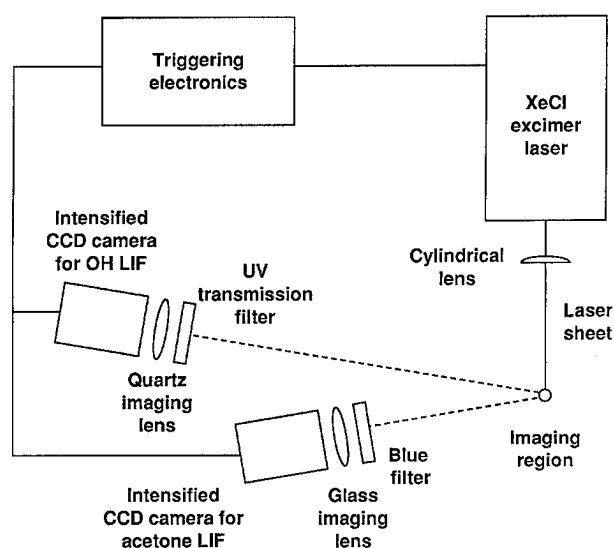 Triggering
electronics
XeCl
excimer
laser
Intensified
CCD camera
for OH LIF
UV
transmission
filter
Cylindrical
lens
Laser
sheet
Quartz
imaging
lens
Imaging
region
Blue
filter
Glass
imaging
lens
Intensified
CCD camera for
acetone LIF